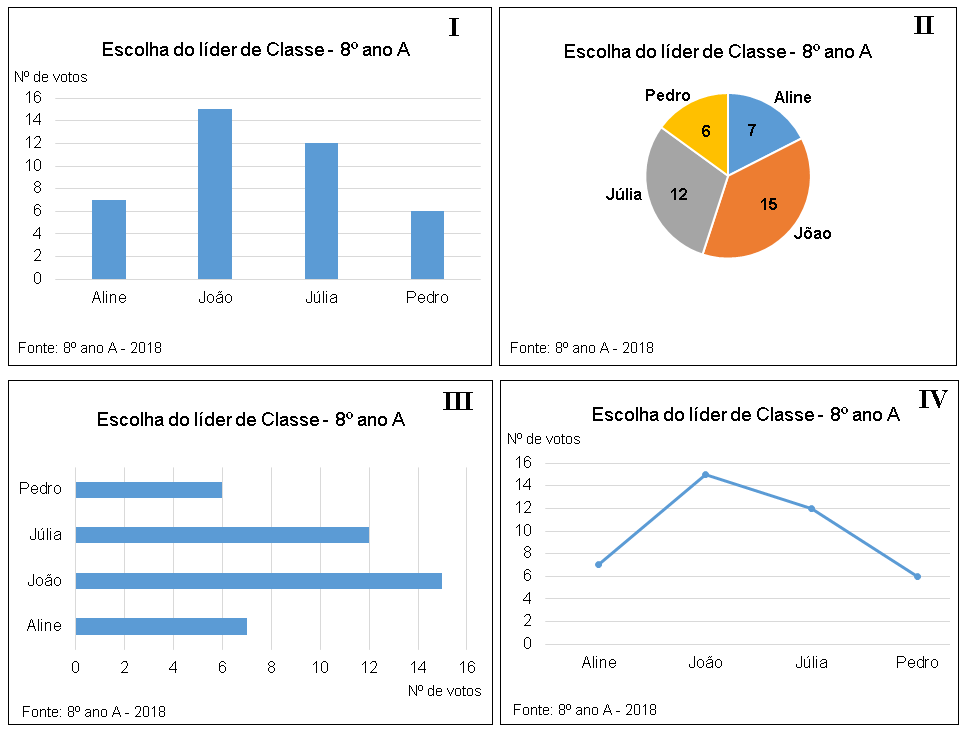 I
Escolha do líder de Classe - 8º ano A
Nº de votos
16
14
12
10
8
6
4
2
0
Aline João Júlia Pedro
Fonte: 8º ano A - 2018
II
Escolha do líder de Classe - 8º ano A
Pedro Aline
6 7
Júlia 12 15
Jõao
Fonte: 8º ano A - 2018
III
Escolha do líder de Classe - 8º ano A
Pedro
Júlia
João
Aline
0 2 4 6 8 10 12 14 16
Nº de votos
Fonte: 8º ano A - 2018
IV
Escolha do líder de Classe - 8º ano A
Nº de votos
16
14
12
10
8
6
4
2
0
Aline João Júlia Pedro
Fonte: 8º ano A - 2018